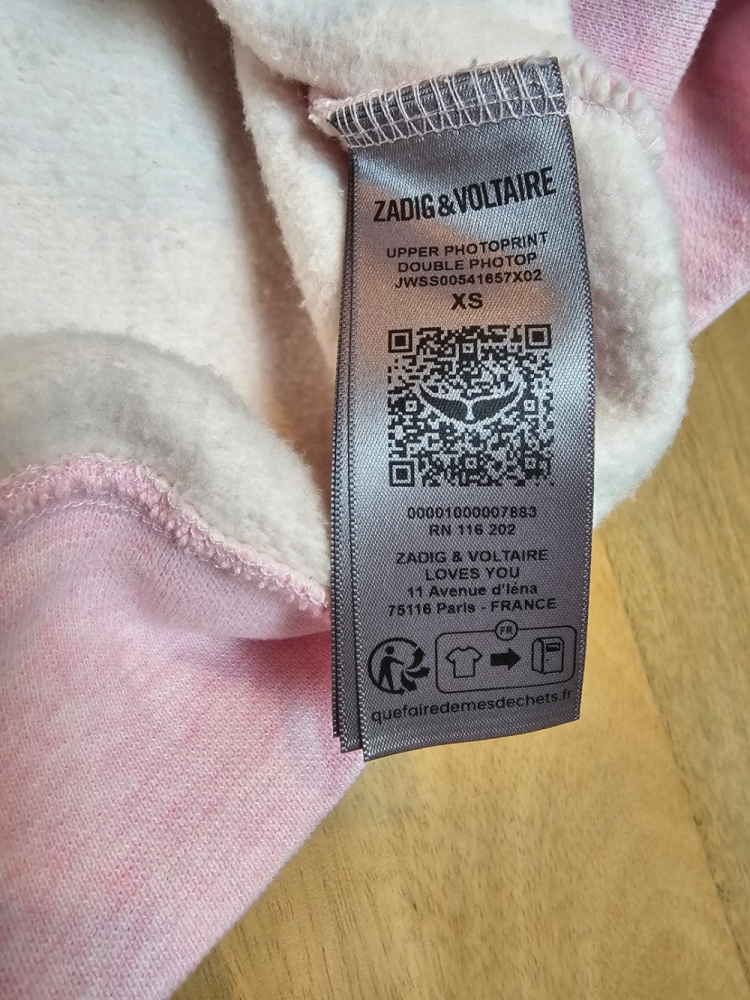 ZADIG&VOLTAIRE
UPPER PHOTOPRINT
DOUBLE PHOTOP
JWSS00541657X02
XS
00001000007883
RN 116 202
ZADIG & VOLTAIRE
LOVES YOU
11 Avenue d'Iéna
75116 Paris - FRANCE
FR
quefairedemesdechets.fr